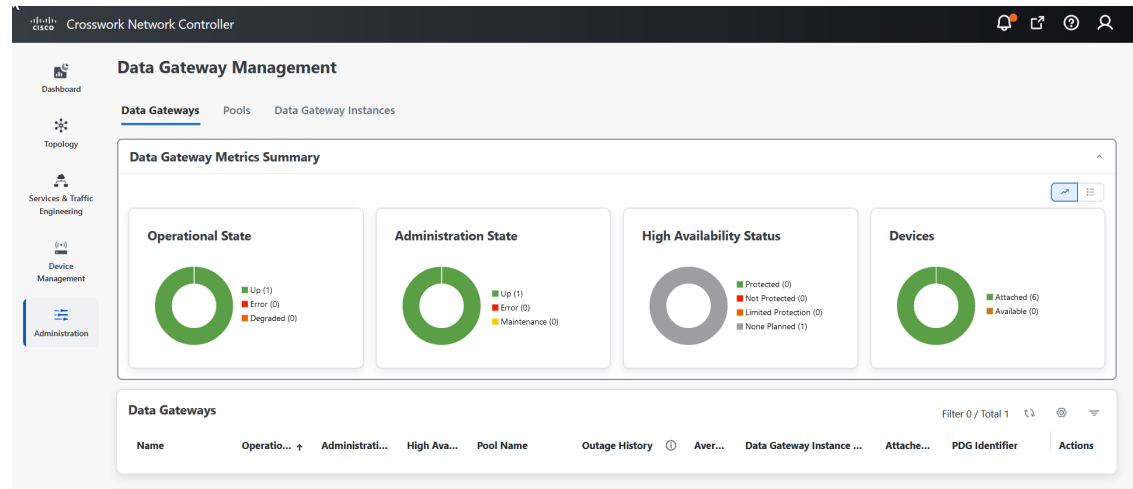 cisco Crosswork Network Controller
Dashboard
Topology
Services & Traffic
Engineering
Device
Management
Administration
Data Gateway Management
Data Gateways Pools Data Gateway Instances
Data Gateway Metrics Summary
Operational State
Up (1)
Error (0)
Degraded (0)
Administration State
Up (1)
Error (0)
Maintenance (0)
High Availability Status
Protected (0)
Not Protected (0)
Limited Protection (0)
None Planned (1)
Devices
Attached (6)
Available (0)
Data Gateways
Filter 0 / Total 1
Name Operatio... Administrati... High Ava... Pool Name Outage History Aver... Data Gateway Instance ... Attache... PDG Identifier Actions